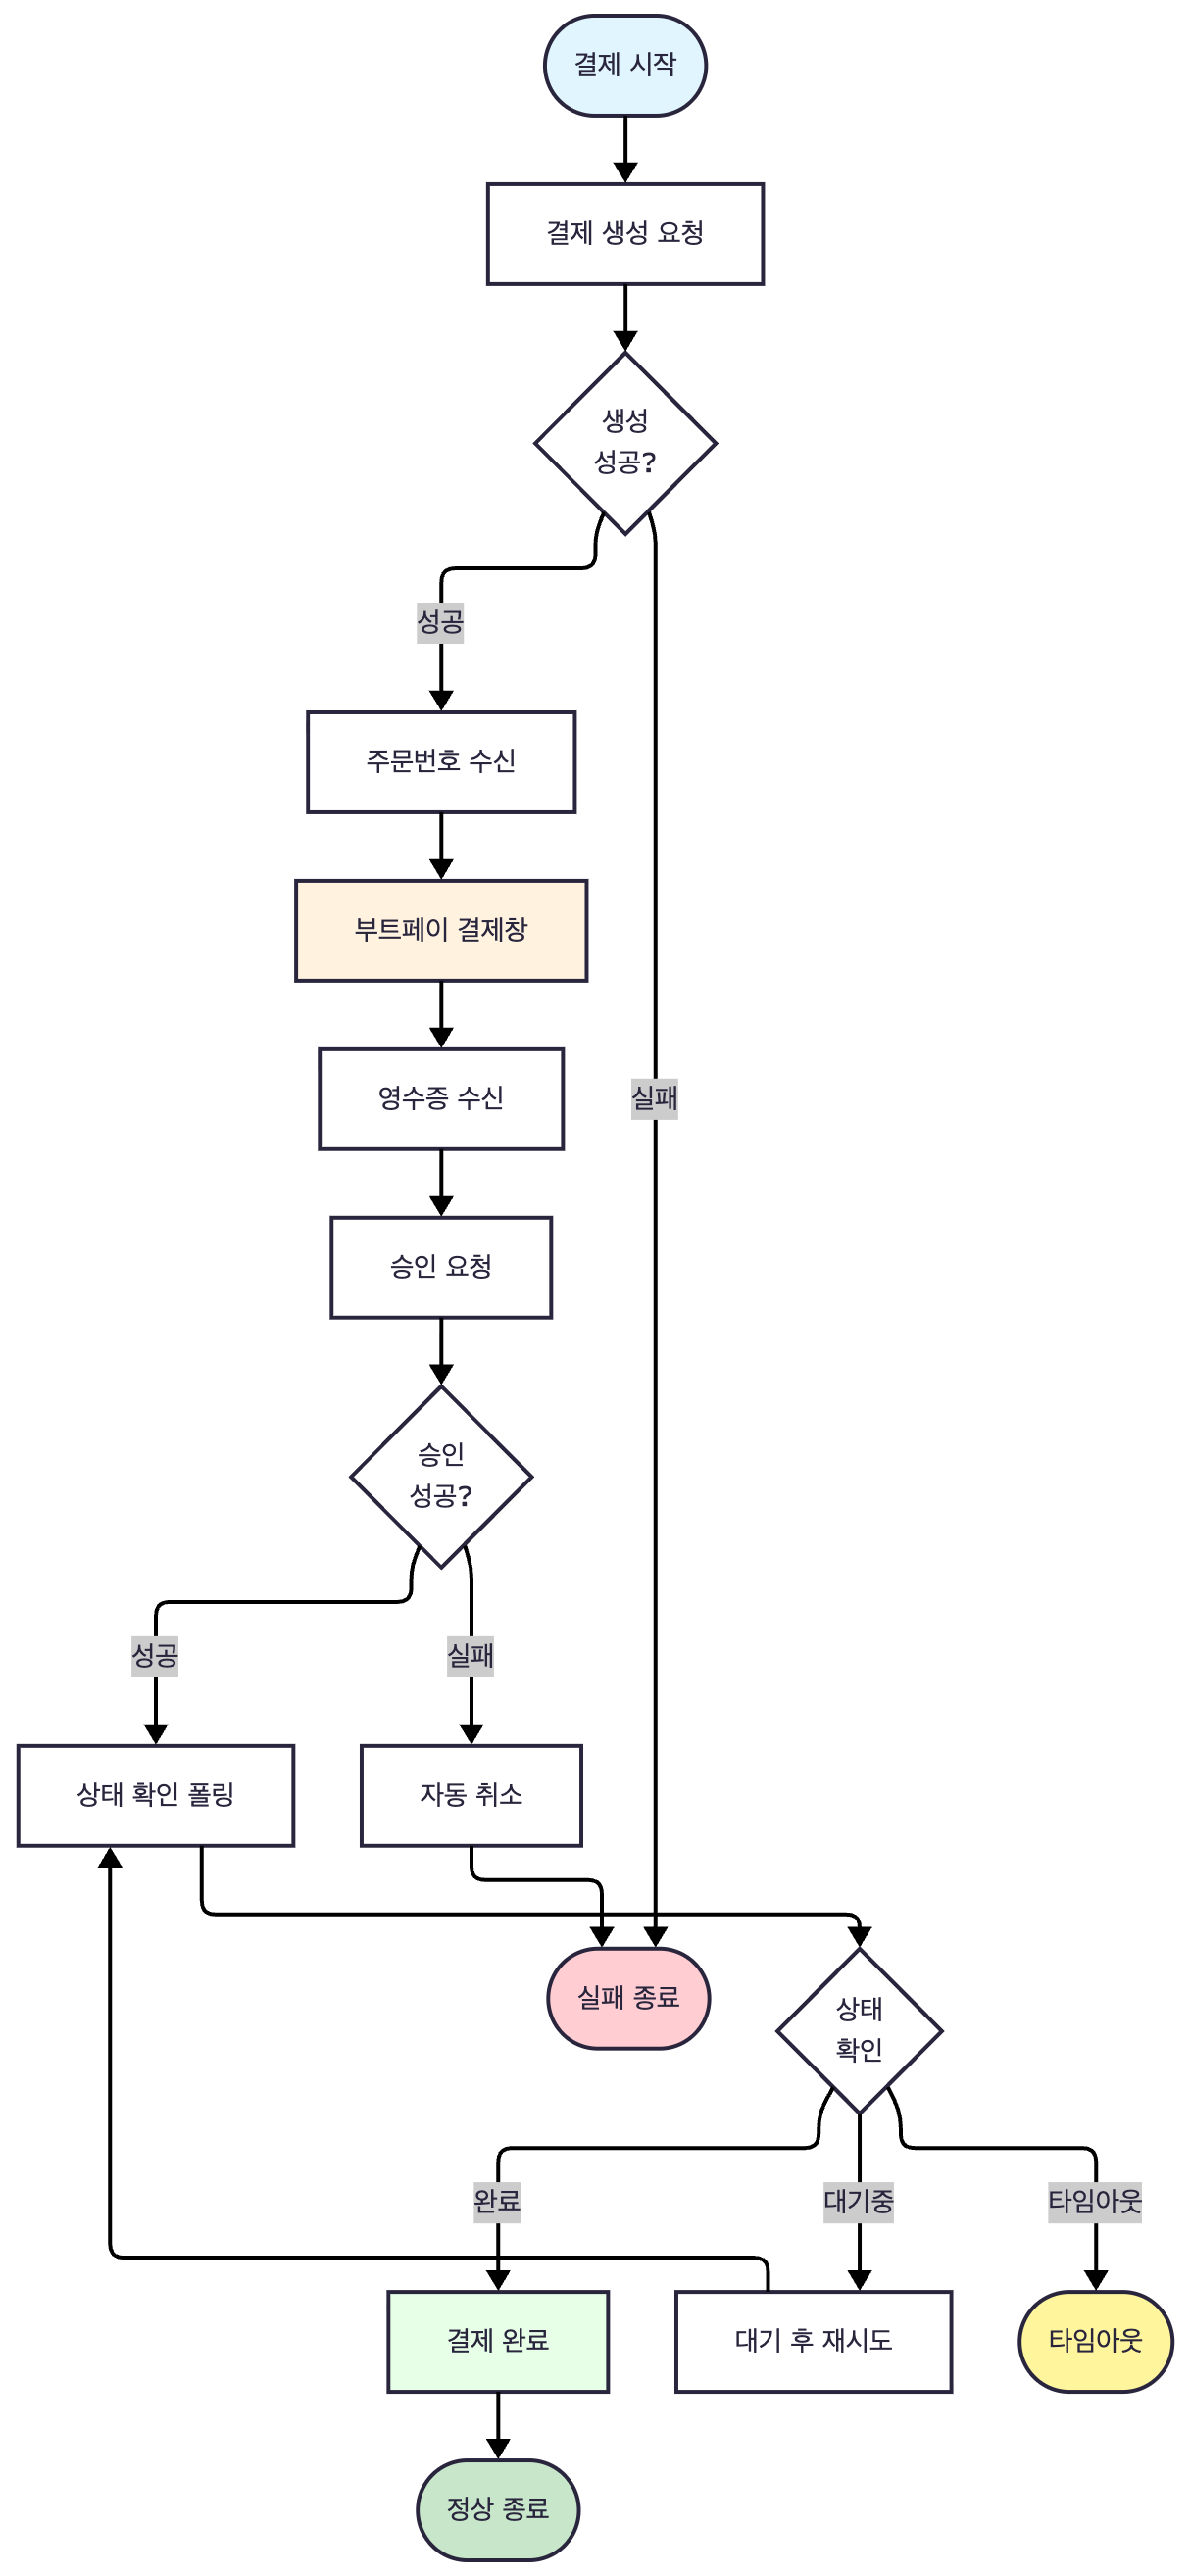 결제 시작
결제 생성 요청
생성
성공?
성공
주문번호 수신
부트페이 결제창
영수증 수신
실패
승인 요청
승인
성공?
성공
실패
상태 확인 폴링
자동 취소
실패 종료
상태
확인
완료
대기중
타임아웃
결제 완료
대기 후 재시도
타임아웃
정상 종료